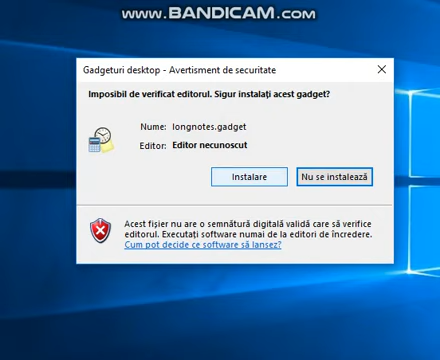 www.BANDICAM.com
Gadgeturi desktop - Avertisment de securitate
Imposibil de verificat editorul. Sigur instalați acest gadget?
Nume: longnotes.gadget
Editor: Editor necunoscut
Instalare Nu se instalează
Acest fișier nu are o semnătură digitală validă care să verifice
editorul. Executați software numai de la editori de încredere.
Cum pot decide ce software să lansez?